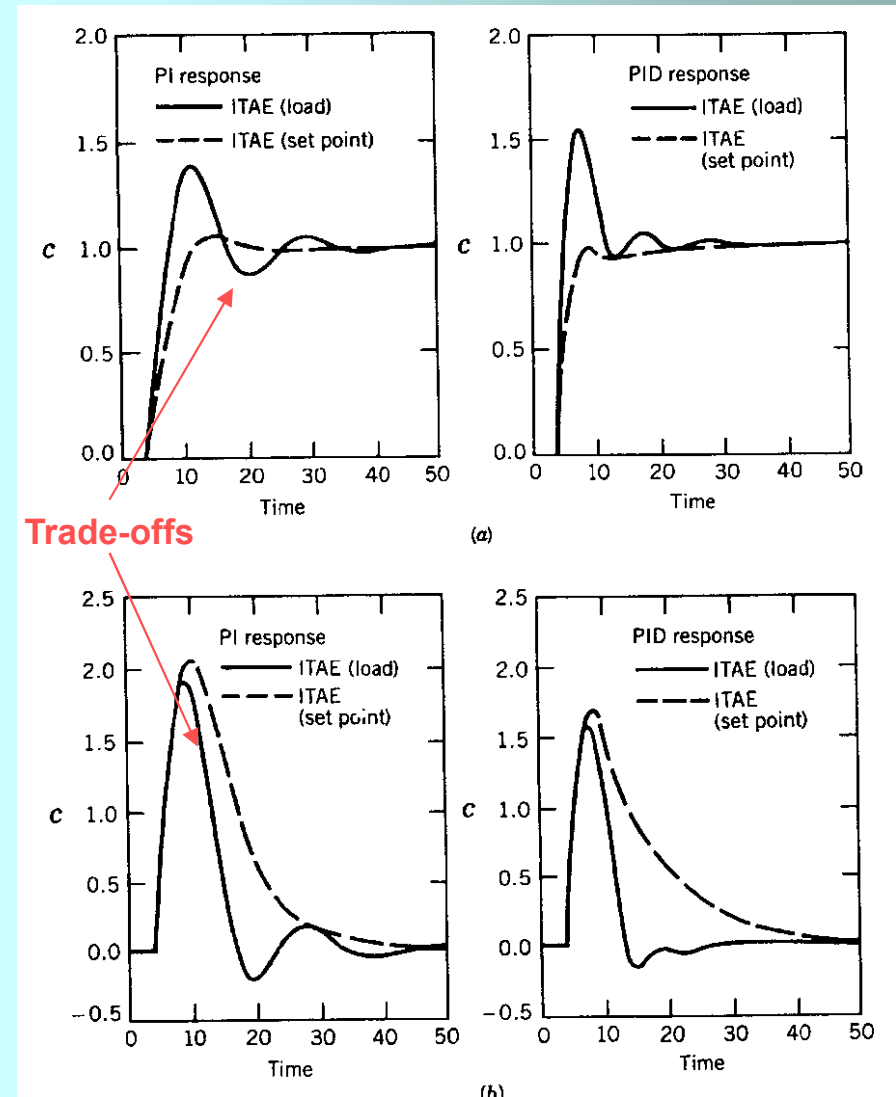 2.0
PI response
ITAE (load)
ITAE (set point)
1.5
c 1.0
0.5
0.0
0 10 20 30 40 50
Time
2.0
PID response
ITAE (load)
ITAE
(set point)
1.5
c 1.0
0.5
0.0
0 10 20 30 40 50
Time
(a)
Trade-offs
2.5
PI response
2.0
ITAE (load)
ITAE
(set point)
1.5
c 1.0
0.5
0.0
-0.5
0 10 20 30 40 50
Time
2.5
PID response
2.0
ITAE (load)
ITAE
(set point)
1.5
c 1.0
0.5
0.0
-0.5
0 10 20 30 40 50
Time
(b)